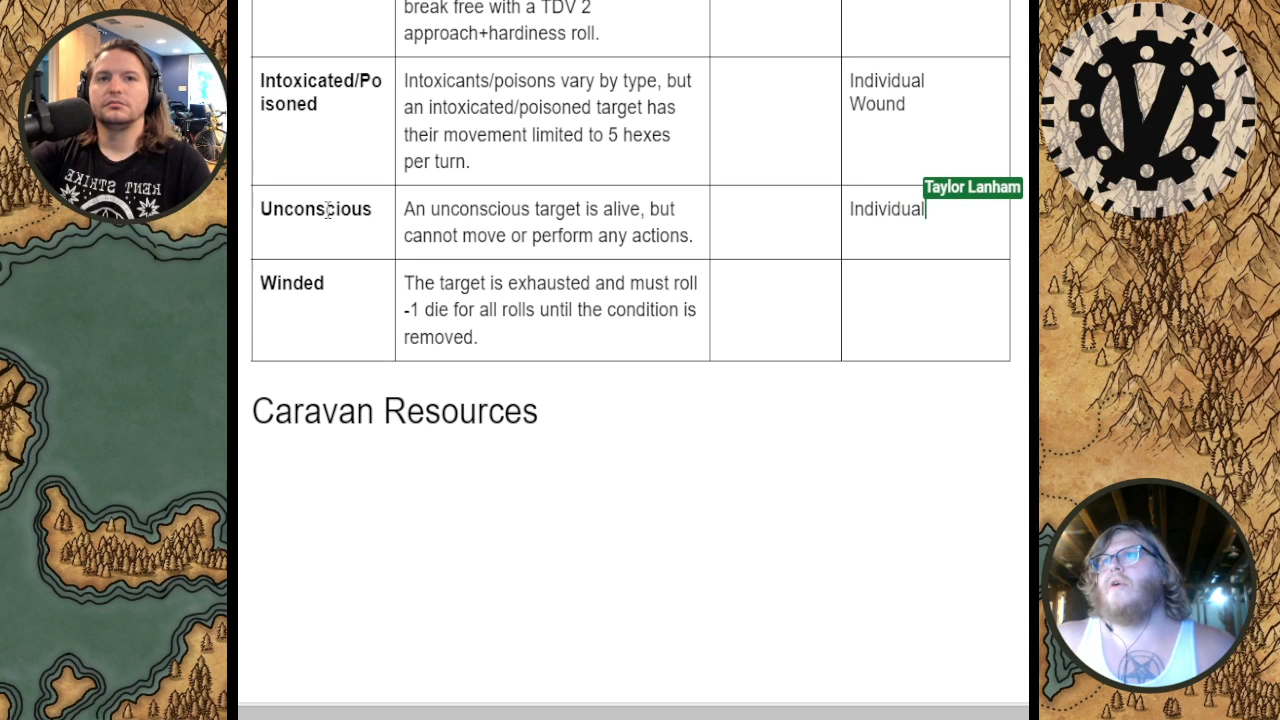 break free with a TDV 2
approach+hardiness roll.
Intoxicated/Po
isoned
Intoxicants/poisons vary by type, but
an intoxicated/poisoned target has
their movement limited to 5 hexes
per turn.
Individual
Wound
Taylor Lanham
Unconscious
An unconscious target is alive, but
cannot move or perform any actions.
Individual
Winded
The target is exhausted and must roll
-1 die for all rolls until the condition is
removed.
Caravan Resources
RENT STRIKE
V